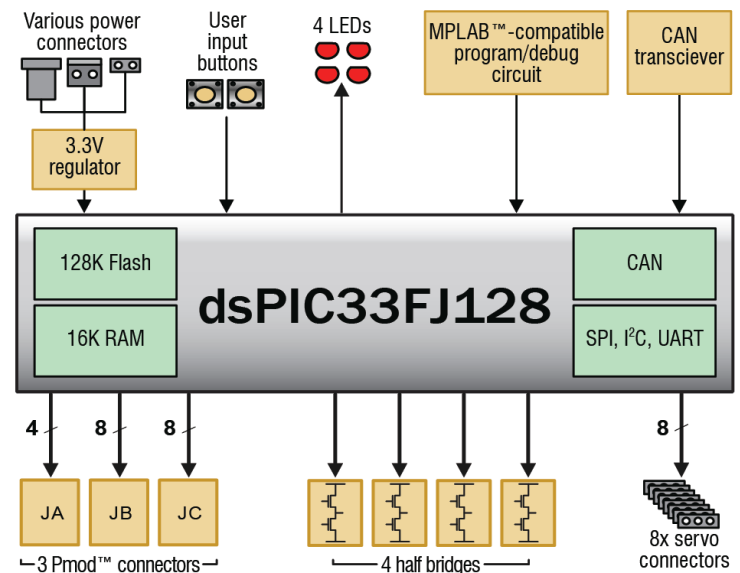 Various power
connectors
User
input
buttons
4 LEDs
MPLAB™-compatible
program/debug
circuit
CAN
transciever
3.3V
regulator
128K Flash
16K RAM
dsPIC33FJ128
CAN
SPI, I²C, UART
4
8
8
8
JA
JB
JC
3 Pmod™ connectors
4 half bridges
8x servo
connectors